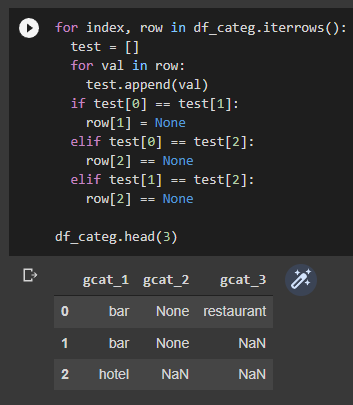 for index, row in df_categ.iterrows():
  test = []
  for val in row:
    test.append(val)
  if test[0] == test[1]:
    row[1] = None
  elif test[0] == test[2]:
    row[2] == None
  elif test[1] == test[2]:
    row[2] == None

df_categ.head(3)
gcat_1 gcat_2 gcat_3
0 bar None restaurant
1 bar None NaN
2 hotel NaN NaN